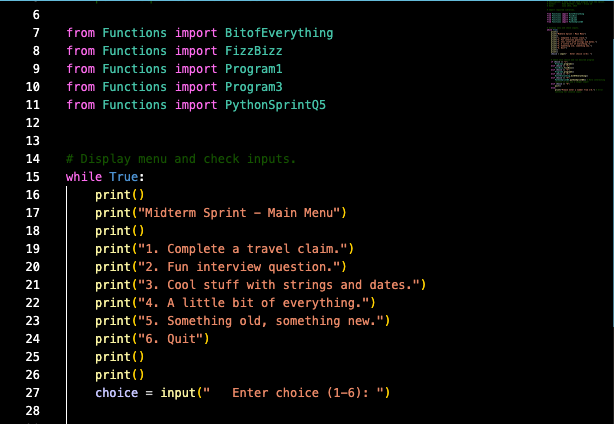 6
7 from Functions import BitofEverything
8 from Functions import FizzBizz
9 from Functions import Program1
10 from Functions import Program3
11 from Functions import PythonSprintQ5
12
13
14 # Display menu and check inputs.
15 while True:
16     print()
17     print("Midterm Sprint - Main Menu")
18     print()
19     print("1. Complete a travel claim.")
20     print("2. Fun interview question.")
21     print("3. Cool stuff with strings and dates.")
22     print("4. A little bit of everything.")
23     print("5. Something old, something new.")
24     print("6. Quit")
25     print()
26     print()
27     choice = input("   Enter choice (1-6): ")
28